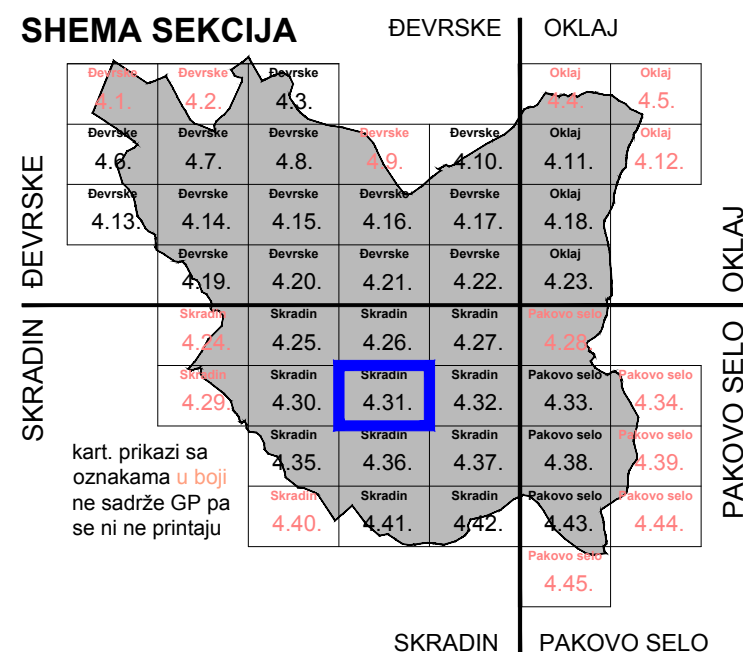 SHEMA SEKCIJA
ĐEVRSKE OKLAJ
Đevrske Đevrske Đevrske Oklaj Oklaj
4.1. 4.2. 4.3. 4.4. 4.5.
Đevrske Đevrske Đevrske Đevrske Đevrske Oklaj Oklaj
4.6. 4.7. 4.8. 4.9. 4.10. 4.11. 4.12.
Đevrske Đevrske Đevrske Đevrske Đevrske Oklaj
4.13. 4.14. 4.15. 4.16. 4.17. 4.18.
Đevrske Đevrske Đevrske Đevrske Oklaj
4.19. 4.20. 4.21. 4.22. 4.23.
ĐEVRSKE
OKLAJ
Skradin Skradin Skradin Skradin Pakovo selo
4.24. 4.25. 4.26. 4.27. 4.28.
Skradin Skradin Skradin Skradin Pakovo selo Pakovo selo
4.29. 4.30. 4.31. 4.32. 4.33. 4.34.
Skradin Skradin Skradin Pakovo selo Pakovo selo
4.35. 4.36. 4.37. 4.38. 4.39.
Skradin Skradin Skradin Pakovo selo Pakovo selo
4.40. 4.41. 4.42. 4.43. 4.44.
Pakovo selo
4.45.
SKRADIN
PAKOVO SELO
kart. prikazi sa
oznakama u boji
ne sadrže GP pa
se ni ne printaju
SKRADIN PAKOVO SELO